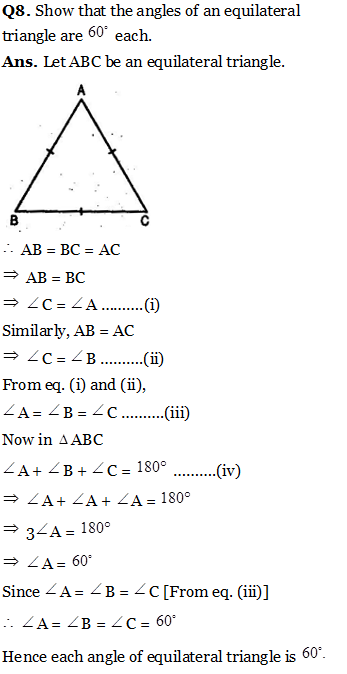 Q8. Show that the angles of an equilateral
triangle are 60° each.
Ans. Let ABC be an equilateral triangle.
A
B C
∴ AB = BC = AC
⇒ AB = BC
⇒ ∠C = ∠A ..........(i)
Similarly, AB = AC
⇒ ∠C = ∠B ..........(ii)
From eq. (i) and (ii),
∠A = ∠B = ∠C ..........(iii)
Now in △ABC
∠A + ∠B + ∠C = 180° ..........(iv)
⇒ ∠A + ∠A + ∠A = 180°
⇒ 3∠A = 180°
⇒ ∠A = 60°
Since ∠A = ∠B = ∠C [From eq. (iii)]
∴ ∠A = ∠B = ∠C = 60°
Hence each angle of equilateral triangle is 60°.